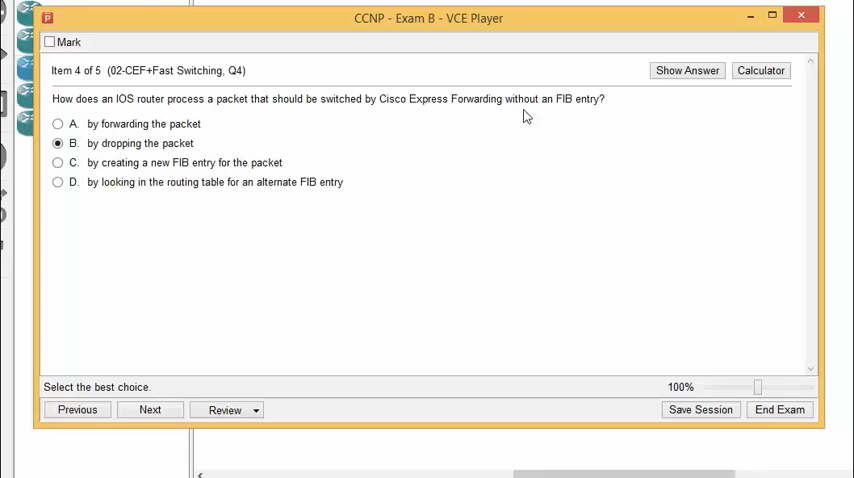 CCNP - Exam B - VCE Player
Mark
Item 4 of 5 (02-CEF+Fast Switching, Q4)
Show Answer
Calculator
How does an IOS router process a packet that should be switched by Cisco Express Forwarding without an FIB entry?
A. by forwarding the packet
B. by dropping the packet
C. by creating a new FIB entry for the packet
D. by looking in the routing table for an alternate FIB entry
Select the best choice.
100%
Previous
Next
Review
Save Session
End Exam